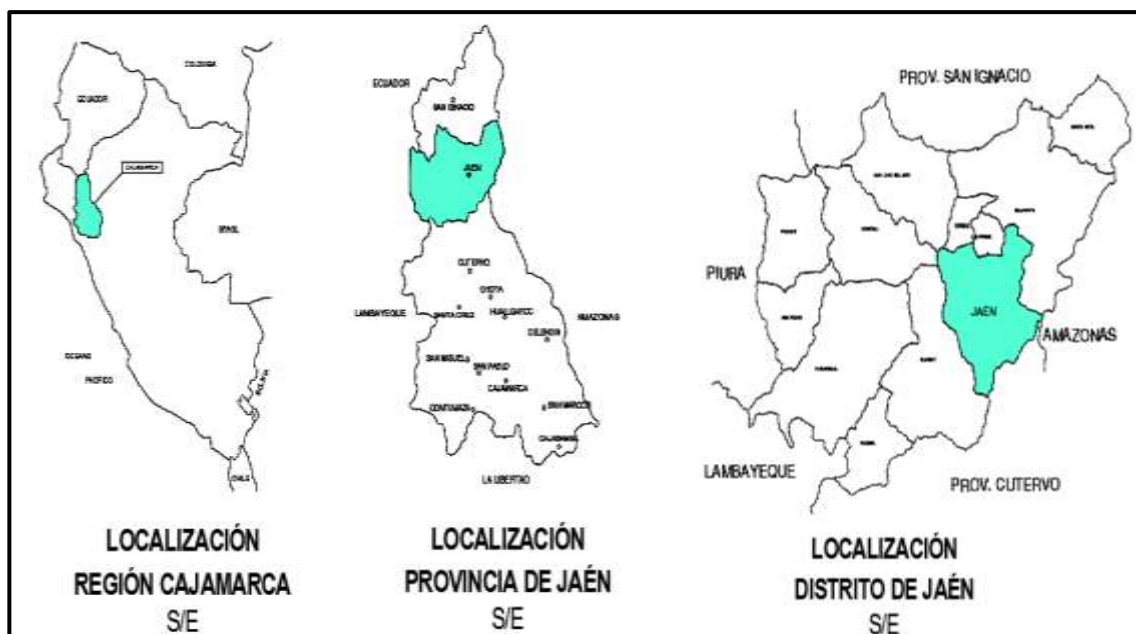 COLOMBIA
ECUADOR
CAJAMARCA
BRASIL
OCEANO
PACIFICO
BOLIVIA
CHILE
LOCALIZACIÓN
REGIÓN CAJAMARCA
S/E
ECUADOR
SAN IGNACIO
JAEN
CUTERVO
CHOTA
SANTA CRUZ
HUALGAYOC
LAMBAYEQUE
AMAZONAS
CELENDIN
SAN MIGUEL
SAN PABLO
CAJAMARCA
CONTUMAZA
SAN MARCOS
CAJABAMBA
LA LIBERTAD
LOCALIZACIÓN
PROVINCIA DE JAÉN
S/E
PROV. SAN IGNACIO
PIURA
JAEN
AMAZONAS
LAMBAYEQUE
PROV. CUTERVO
LOCALIZACIÓN
DISTRITO DE JAÉN
S/E